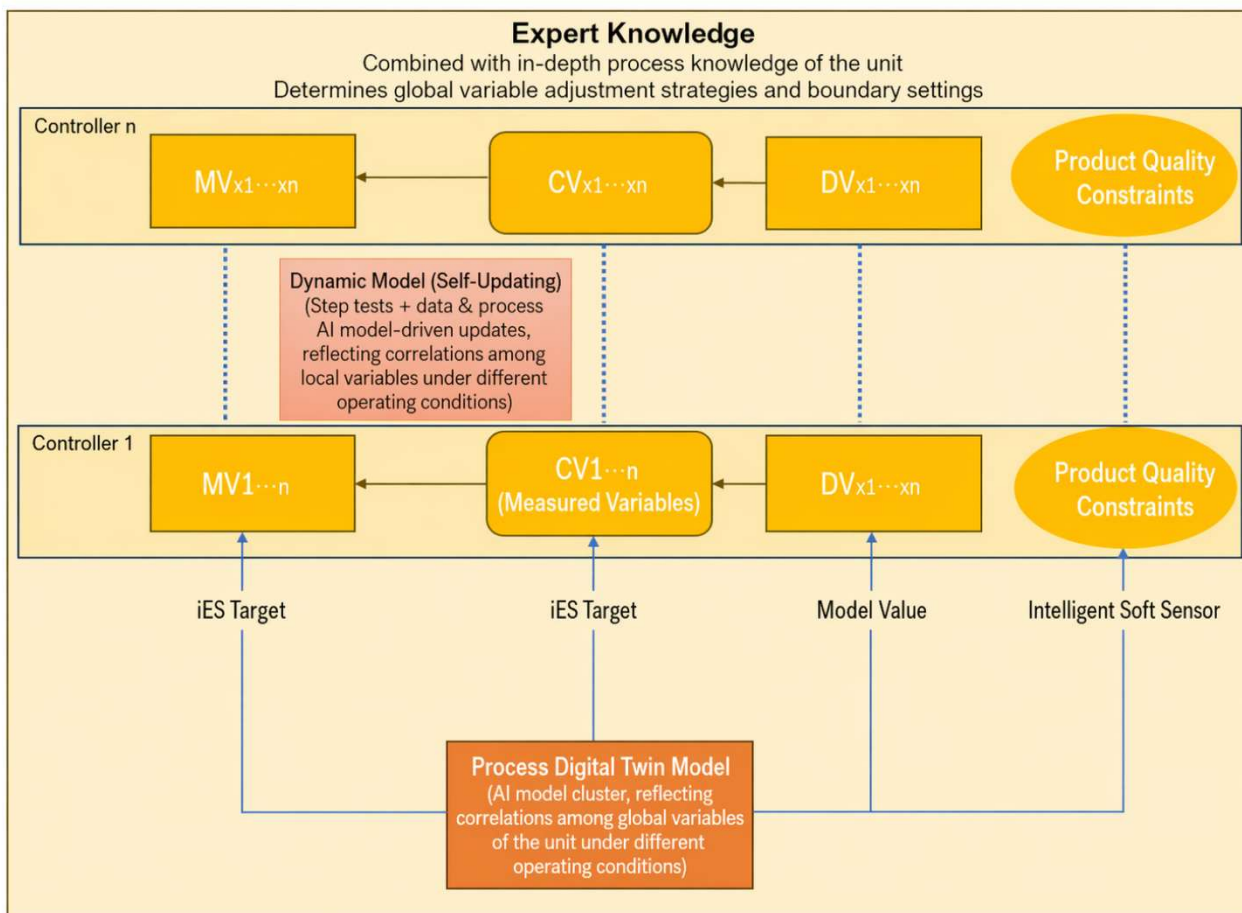 Expert Knowledge
Combined with in-depth process knowledge of the unit
Determines global variable adjustment strategies and boundary settings
Controller n
MVx1···xn
CVx1···xn
DVx1···xn
Product Quality
Constraints
Dynamic Model (Self-Updating)
(Step tests + data & process
AI model-driven updates,
reflecting correlations among
local variables under different
operating conditions)
Controller 1
MV1···n
CV1···n
(Measured Variables)
DVx1···xn
Product Quality
Constraints
iES Target
iES Target
Model Value
Intelligent Soft Sensor
Process Digital Twin Model
(AI model cluster, reflecting
correlations among global variables
of the unit under different
operating conditions)